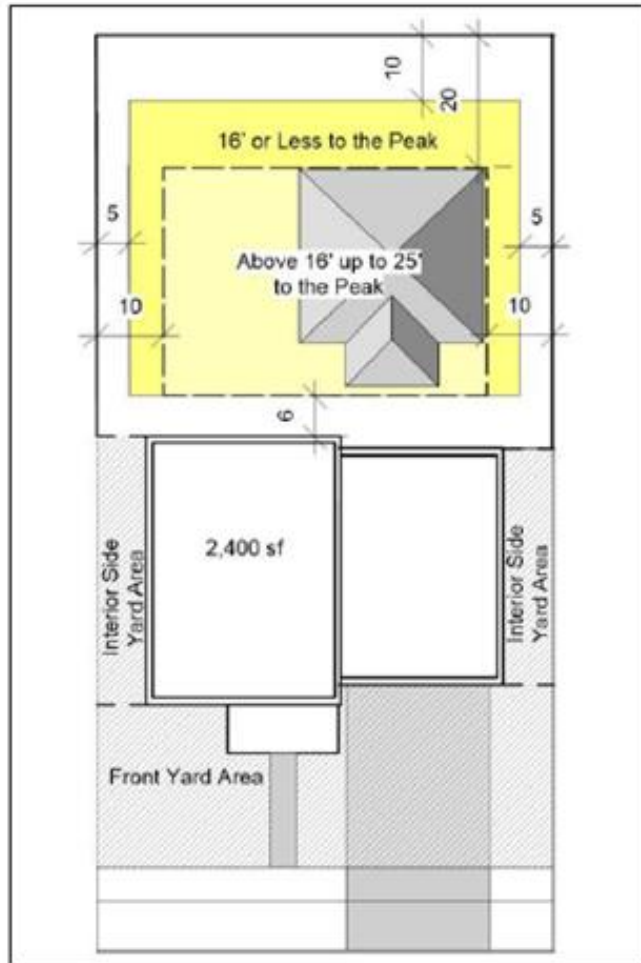 10
20
16' or Less to the Peak
5
5
Above 16' up to 25'
to the Peak
10
10
6
2,400 sf
Interior Side
Yard Area
Interior Side
Yard Area
Front Yard Area